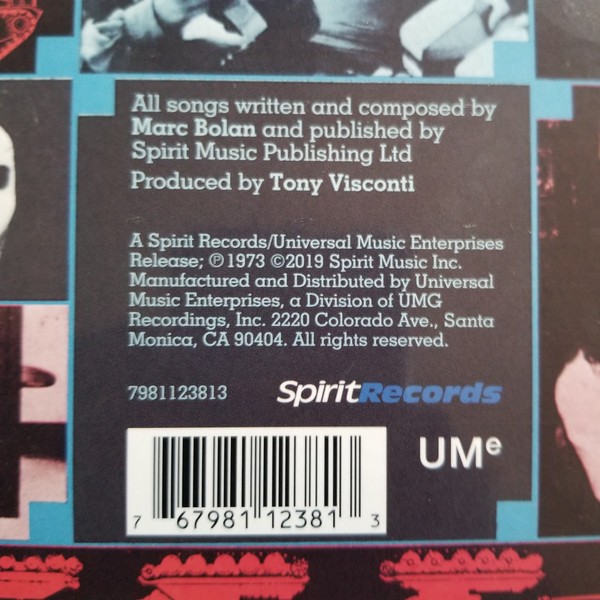 All songs written and composed by
Marc Bolan and published by
Spirit Music Publishing Ltd
Produced by Tony Visconti
A Spirit Records/Universal Music Enterprises
Release; ℗1973 ©2019 Spirit Music Inc.
Manufactured and Distributed by Universal
Music Enterprises, a Division of UMG
Recordings, Inc. 2220 Colorado Ave., Santa
Monica, CA 90404. All rights reserved.
7981123813
SpiritRecords
UMe
7 67981 12381 3